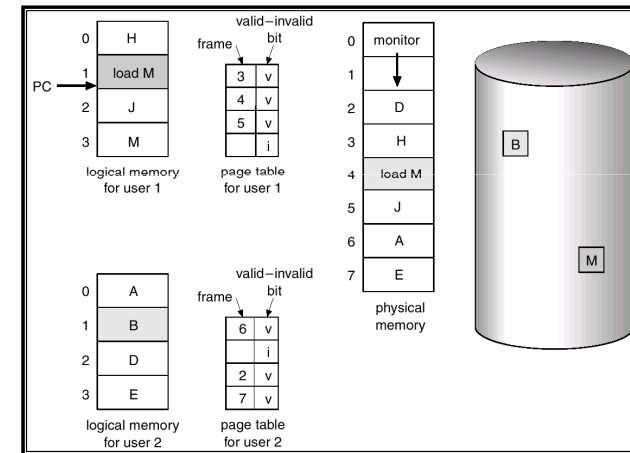 0 H
1 load M
PC
2 J
3 M
logical memory
for user 1
valid–invalid
frame bit
3 v
4 v
5 v
i
page table
for user 1
0 monitor
1
2 D
3 H
4 load M
5 J
6 A
7 E
physical
memory
B
M
0 A
1 B
2 D
3 E
logical memory
for user 2
valid–invalid
frame bit
6 v
i
2 v
7 v
page table
for user 2